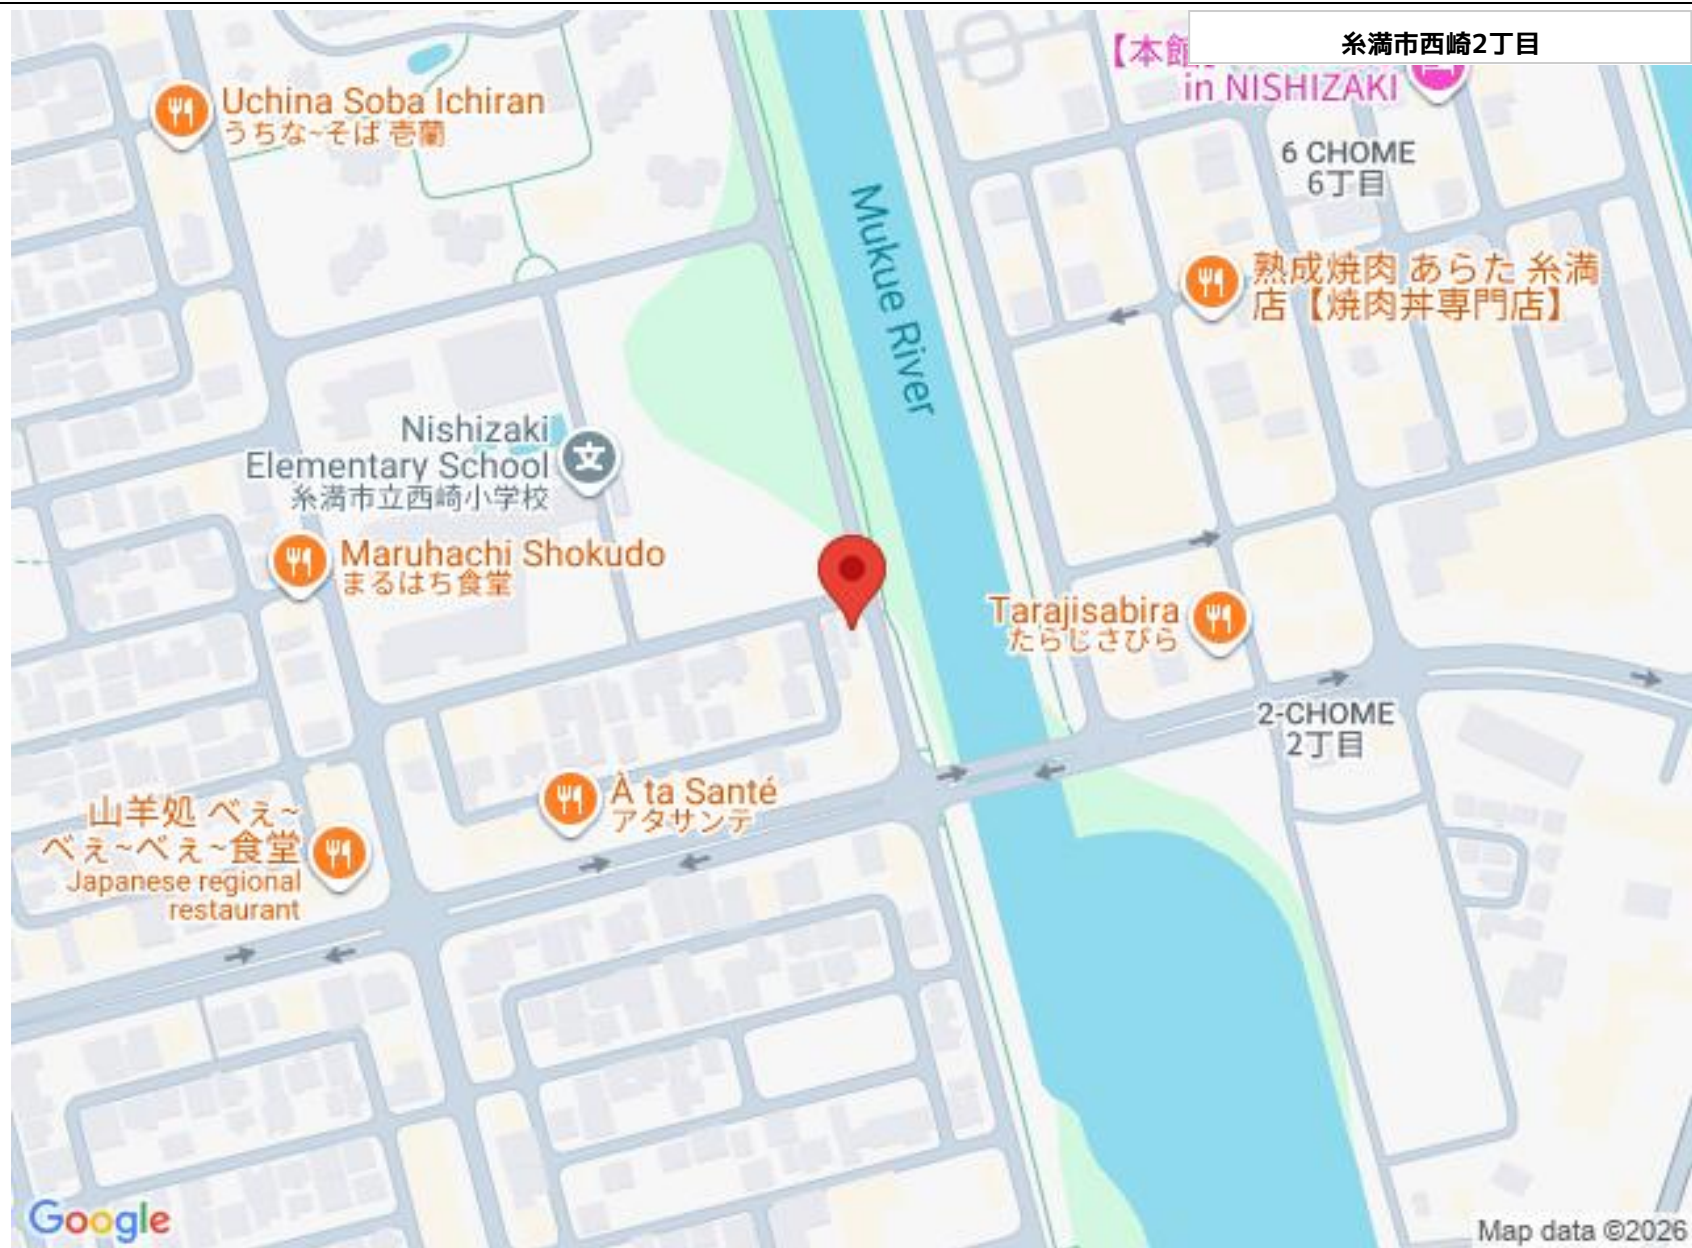 糸満市西崎2丁目
【本館
in NISHIZAKI
Uchina Soba Ichiran
うちな~そば 壱蘭
6 CHOME
6丁目
Mukue River
熟成焼肉 あらた 糸満
店【焼肉丼専門店】
Nishizaki
Elementary School
糸満市立西崎小学校
Maruhachi Shokudo
まるはち食堂
Tarajisabira
たらじさびら
2-CHOME
2丁目
À ta Santé
アタサンテ
山羊処 べぇ~
べぇ~べぇ~食堂
Japanese regional
restaurant
Google
Map data ©2026